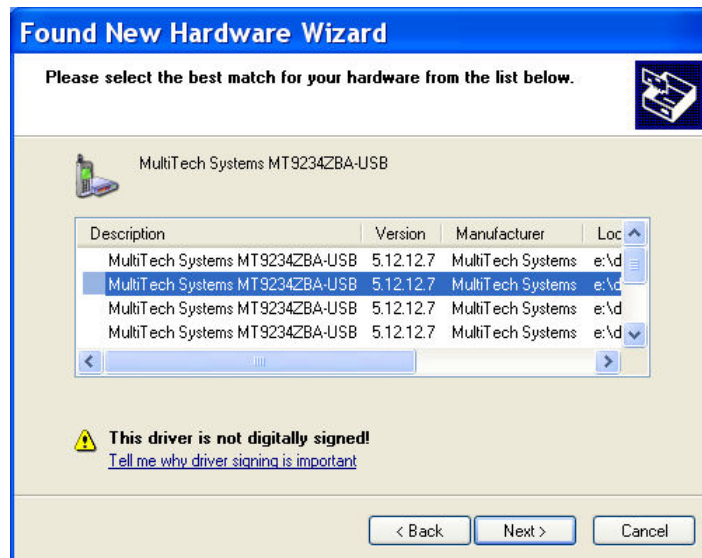 Found New Hardware Wizard
Please select the best match for your hardware from the list below.
MultiTech Systems MT9234ZBA-USB
Description Version Manufacturer Loc
MultiTech Systems MT9234ZBA-USB 5.12.12.7 MultiTech Systems e:\d
MultiTech Systems MT9234ZBA-USB 5.12.12.7 MultiTech Systems e:\d
MultiTech Systems MT9234ZBA-USB 5.12.12.7 MultiTech Systems e:\d
MultiTech Systems MT9234ZBA-USB 5.12.12.7 MultiTech Systems e:\d
This driver is not digitally signed!
Tell me why driver signing is important
< Back Next > Cancel